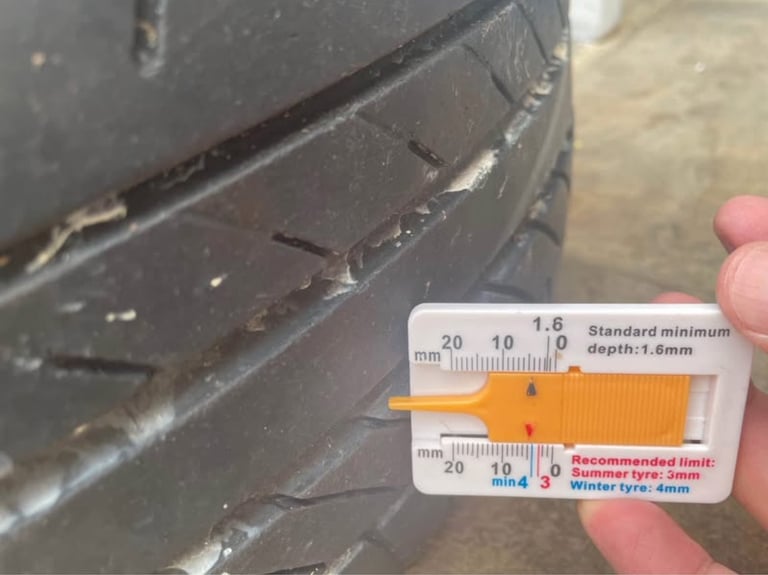 1.6
mm 20 10 0
Standard minimum
depth:1.6mm
mm
20 10 0
min4 3
Recommended limit:
Summer tyre: 3mm
Winter tyre: 4mm